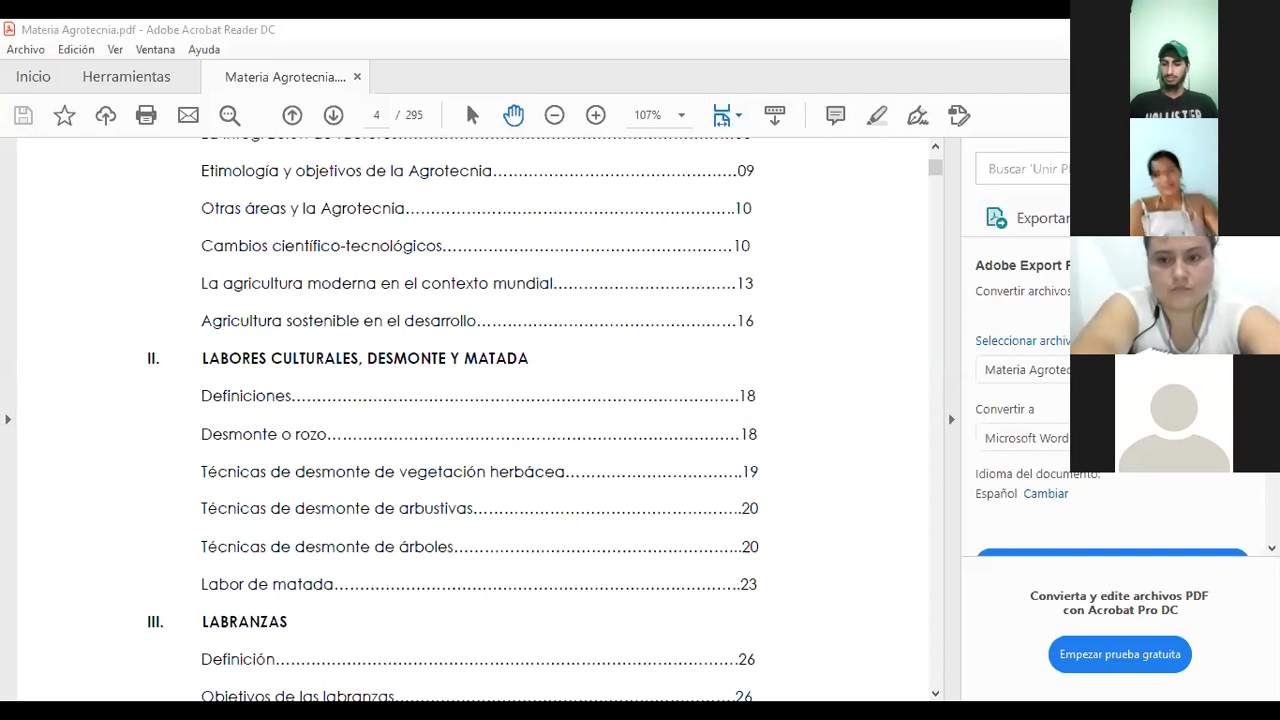 Materia Agrotecnia.pdf - Adobe Acrobat Reader DC
Archivo Edición Ver Ventana Ayuda
Inicio Herramientas Materia Agrotecnia.... ×
4 / 295 107%
Etimología y objetivos de la Agrotecnia……………………………………………09
Otras áreas y la Agrotecnia……………………………………………………………..10
Cambios científico-tecnológicos………………………………………………………10
La agricultura moderna en el contexto mundial………………………………13
Agricultura sostenible en el desarrollo………………………………………………16
II. LABORES CULTURALES, DESMONTE Y MATADA
Definiciones……………………………………………………………………………………18
Desmonte o rozo………………………………………………………………………………18
Técnicas de desmonte de vegetación herbácea………………………………..19
Técnicas de desmonte de arbustivas…………………………………………………..20
Técnicas de desmonte de árboles……………………………………………………...20
Labor de matada……………………………………………………………………………..23
III. LABRANZAS
Definición………………………………………………………………………………………26
Objetivos de las labranzas…………………………………………………………………26
Buscar 'Unir P
Exportar
Adobe Export
Convertir archivos
Seleccionar archiv
Materia Agrotec
Convertir a
Microsoft Word
Idioma del documento:
Español Cambiar
Convierta y edite archivos PDF
con Acrobat Pro DC
Empezar prueba gratuita
HOLLISTER